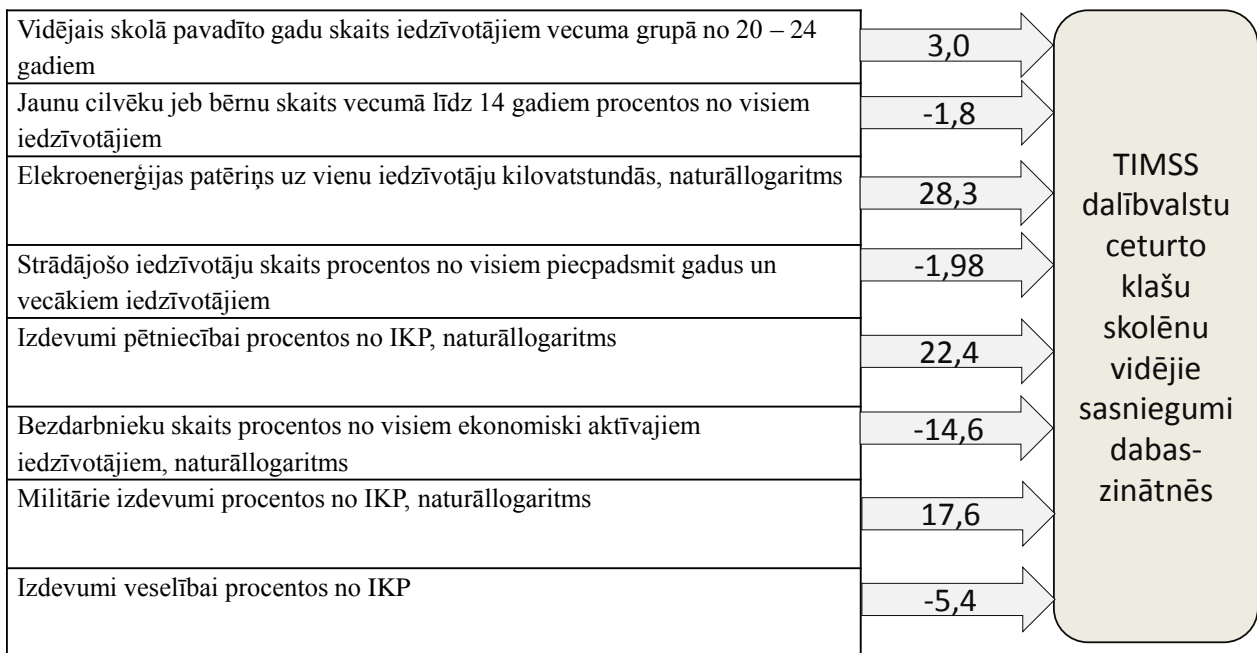 Vidējais skolā pavadīto gadu skaits iedzīvotājiem vecuma grupā no 20 – 24
gadiem
3,0
Jaunu cilvēku jeb bērnu skaits vecumā līdz 14 gadiem procentos no visiem
iedzīvotājiem
-1,8
Elekroenerģijas patēriņs uz vienu iedzīvotāju kilovatstundās, naturāllogaritms
28,3
Strādājošo iedzīvotāju skaits procentos no visiem piecpadsmit gadus un
vecākiem iedzīvotājiem
-1,98
Izdevumi pētniecībai procentos no IKP, naturāllogaritms
22,4
Bezdarbnieku skaits procentos no visiem ekonomiski aktīvajiem
iedzīvotājiem, naturāllogaritms
-14,6
Militārie izdevumi procentos no IKP, naturāllogaritms
17,6
Izdevumi veselībai procentos no IKP
-5,4
TIMSS
dalībvalstu
ceturto
klašu
skolēnu
vidējie
sasniegumi
dabas-
zinātnēs